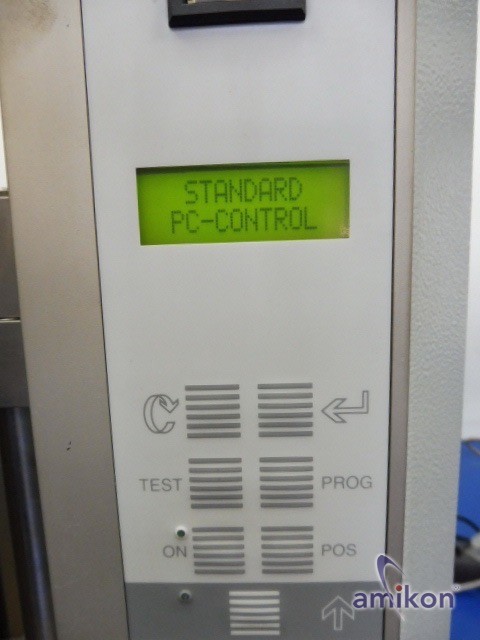 STANDARD
PC-CONTROL
TEST PROG
ON POS
amikon